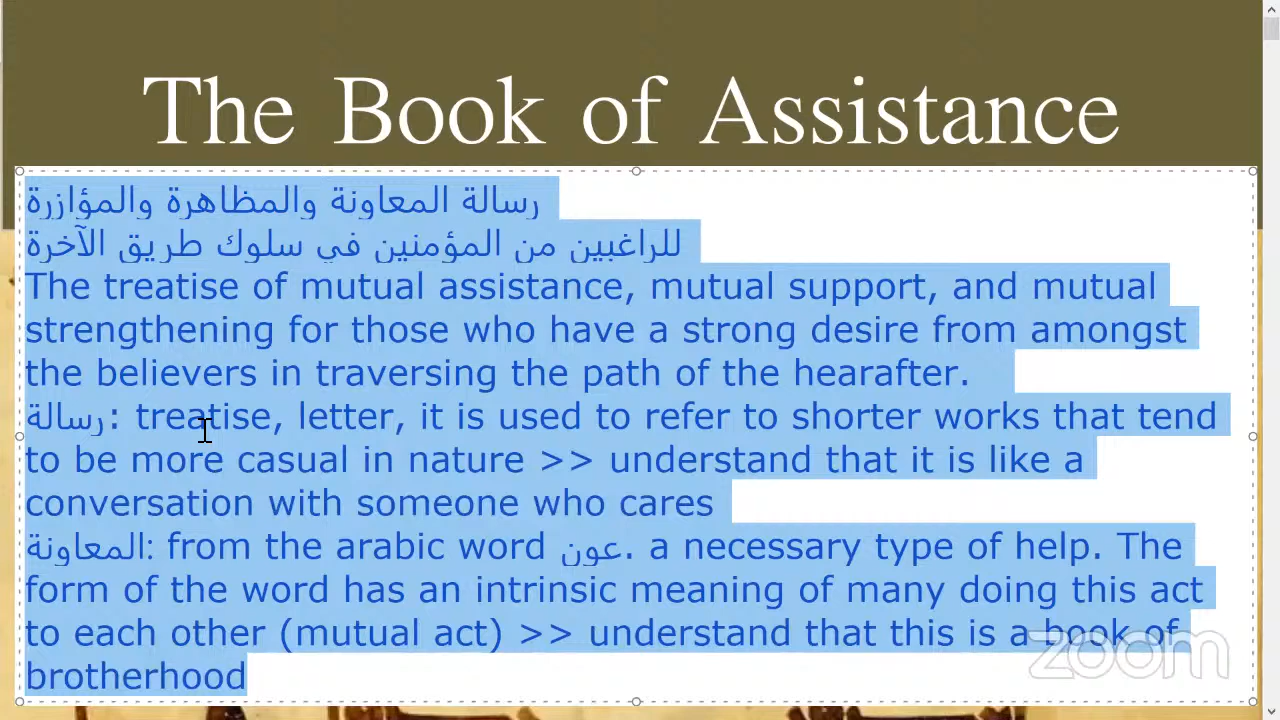 The Book of Assistance
رسالة المعاونة والمظاهرة والمؤازرة
للراغبين من المؤمنين في سلوك طريق الآخرة
The treatise of mutual assistance, mutual support, and mutual
strengthening for those who have a strong desire from amongst
the believers in traversing the path of the hearafter.
رسالة: treatise, letter, it is used to refer to shorter works that tend
to be more casual in nature >> understand that it is like a
conversation with someone who cares
المعاونة: from the arabic word عون. a necessary type of help. The
form of the word has an intrinsic meaning of many doing this act
to each other (mutual act) >> understand that this is a book of
brotherhood
zoom